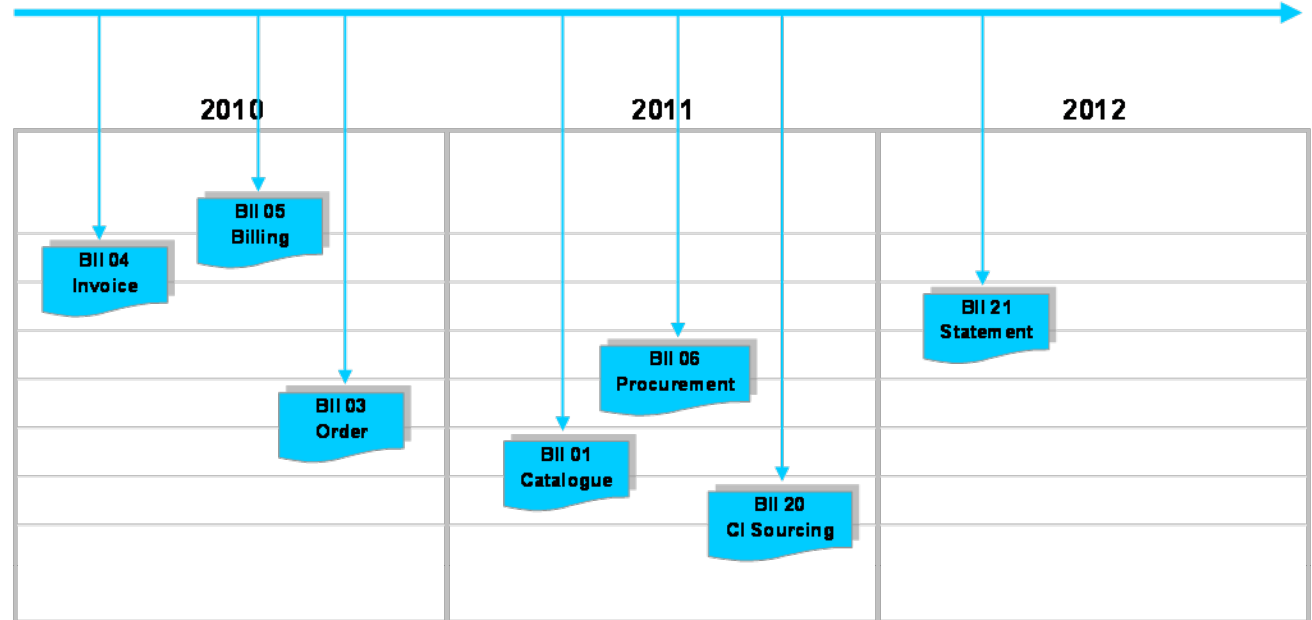 2010
2011
2012
BII 05
Billing
BII 04
Invoice
BII 21
Statement
BII 06
Procurement
BII 03
Order
BII 01
Catalogue
BII 20
CI Sourcing